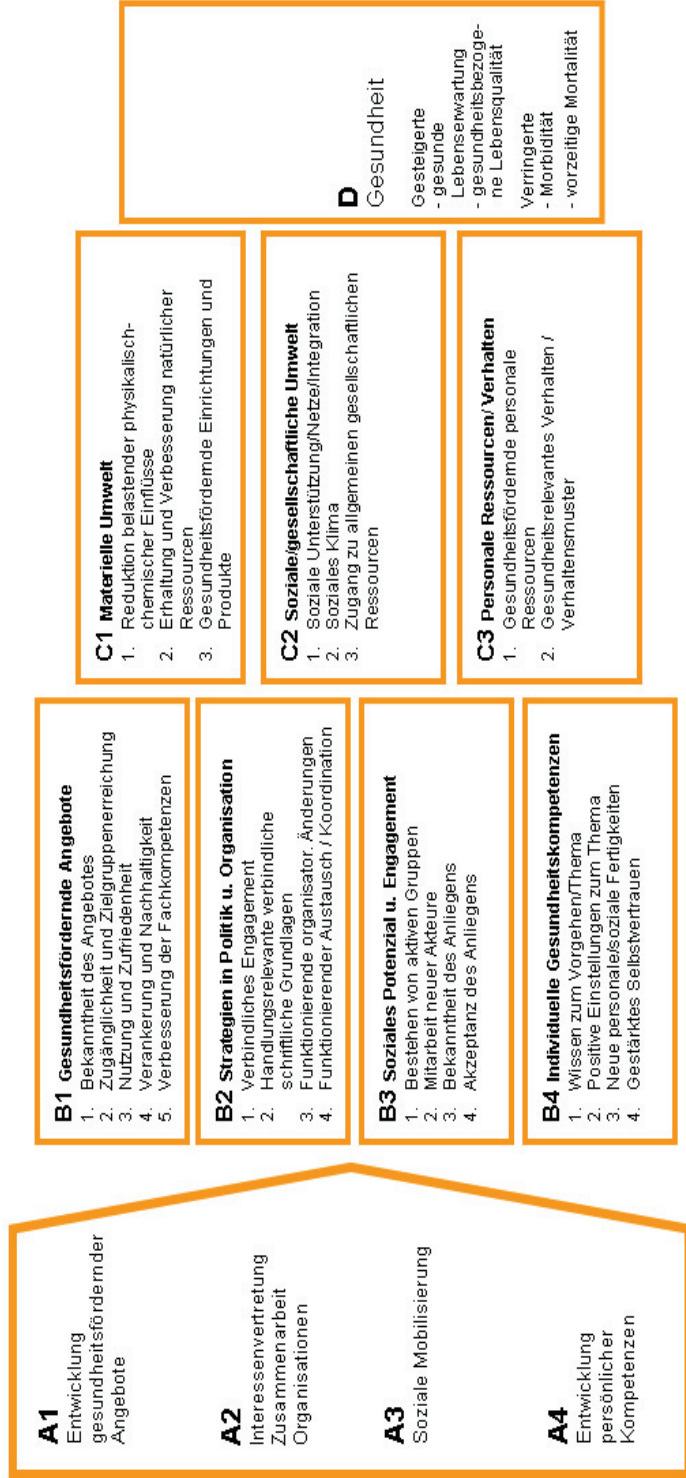 A1
Entwicklung
gesundheitsfördernder
Angebote
A2
Interessenvertretung
Zusammenarbeit
Organisationen
A3
Soziale Mobilisierung
A4
Entwicklung
persönlicher
Kompetenzen
B1 Gesundheitsfördernde Angebote
1. Bekanntheit des Angebotes
2. Zugänglichkeit und Zielgruppenerreichung
3. Nutzung und Zufriedenheit
4. Verankerung und Nachhaltigkeit
5. Verbesserung der Fachkompetenzen
B2 Strategien in Politik u. Organisation
1. Verbindliches Engagement
2. Handlungsrelevante verbindliche
schriftliche Grundlagen
3. Funktionierende organisator. Änderungen
4. Funktionierender Austausch / Koordination
B3 Soziales Potenzial u. Engagement
1. Bestehen von aktiven Gruppen
2. Mitarbeit neuer Akteure
3. Bekanntheit des Anliegens
4. Akzeptanz des Anliegens
B4 Individuelle Gesundheitskompetenzen
1. Wissen zum Vorgehen/Thema
2. Positive Einstellungen zum Thema
3. Neue personale/soziale Fertigkeiten
4. Gestärktes Selbstvertrauen
C1 Materielle Umwelt
1. Reduktion belastender physikalisch-
chemischer Einflüsse
2. Erhaltung und Verbesserung natürlicher
Ressourcen
3. Gesundheitsfördernde Einrichtungen und
Produkte
C2 Soziale/gesellschaftliche Umwelt
1. Soziale Unterstützung/Netze/Integration
2. Soziales Klima
3. Zugang zu allgemeinen gesellschaftlichen
Ressourcen
C3 Personale Ressourcen/ Verhalten
1. Gesundheitsfördernde personale
Ressourcen
2. Gesundheitsrelevantes Verhalten /
Verhaltensmuster
D
Gesundheit
Gesteigerte
- gesunde
Lebenserwartung
- gesundheitsbezoge-
ne Lebensqualität
Verringerte
- Morbidität
- vorzeitige Mortalität